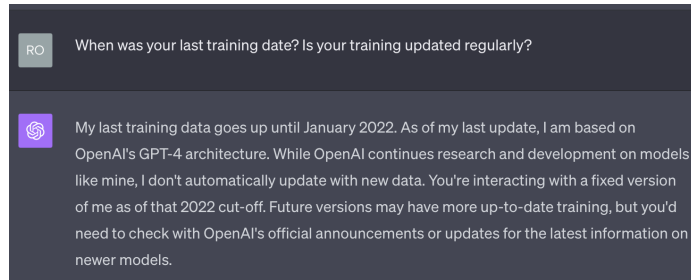 RO
When was your last training date? Is your training updated regularly?
My last training data goes up until January 2022. As of my last update, I am based on
OpenAI's GPT-4 architecture. While OpenAI continues research and development on models
like mine, I don't automatically update with new data. You're interacting with a fixed version
of me as of that 2022 cut-off. Future versions may have more up-to-date training, but you'd
need to check with OpenAI's official announcements or updates for the latest information on
newer models.